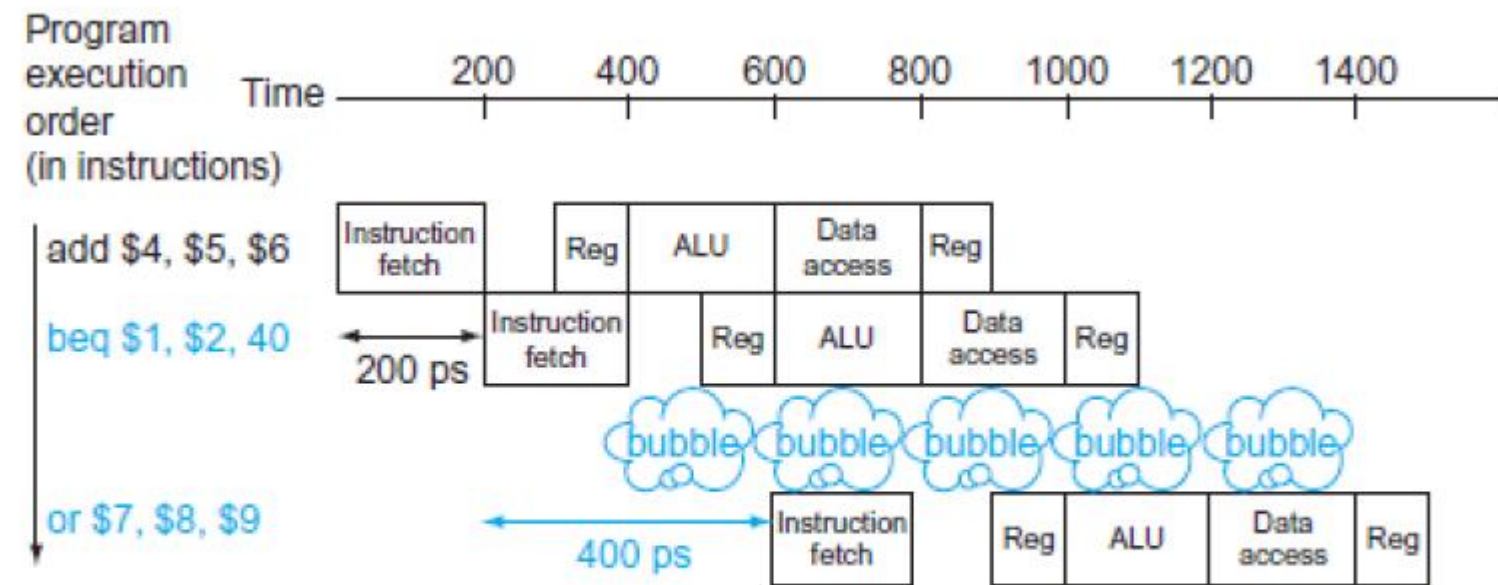 Program
execution
order
(in instructions)
Time
200 400 600 800 1000 1200 1400
add $4, $5, $6
Instruction
fetch
Reg
ALU
Data
access
Reg
beq $1, $2, 40
200 ps
Instruction
fetch
Reg
ALU
Data
access
Reg
bubble bubble bubble bubble bubble
or $7, $8, $9
400 ps
Instruction
fetch
Reg
ALU
Data
access
Reg